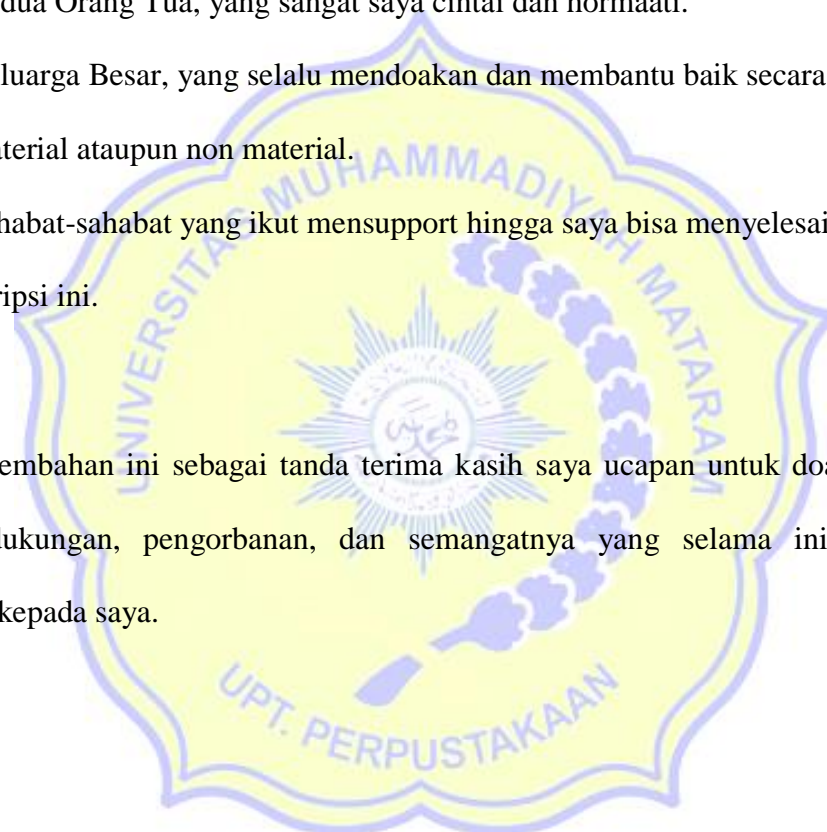 dua Orang Tua, yang sangat saya cintai dan hormaati.
luarga Besar, yang selalu mendoakan dan membantu baik secara
aterial ataupun non material.
habat-sahabat yang ikut mensupport hingga saya bisa menyelesai
ripsi ini.
embahan ini sebagai tanda terima kasih saya ucapan untuk doa
dukungan, pengorbanan, dan semangatnya yang selama ini
kepada saya.
UNIVERSITAS MUHAMMADIYAH MATARAM
UPT. PERPUSTAKAAN